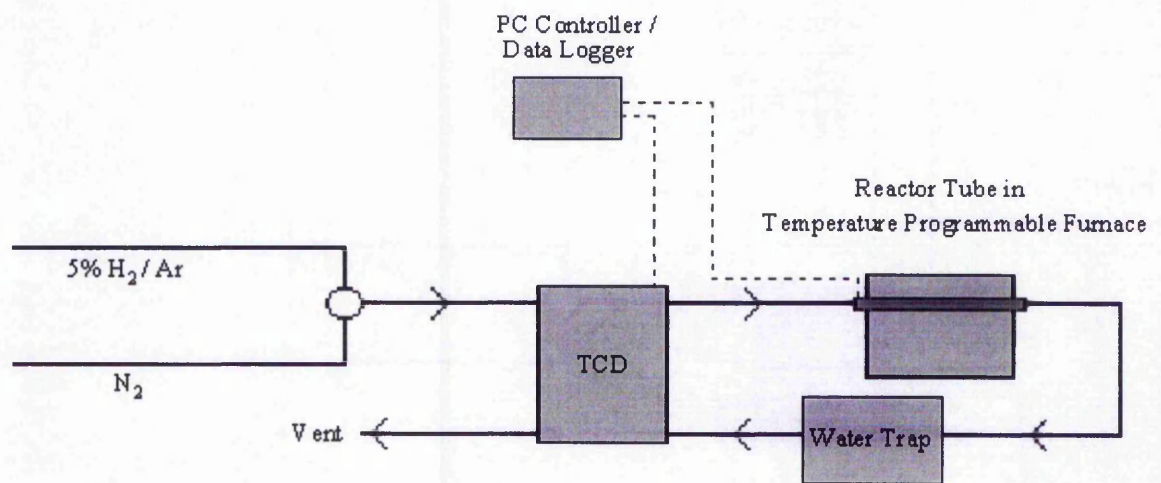 PC Controller /
Data Logger
Reactor Tube in
Temperature Programmable Furnace
5% H₂ / Ar
N₂
TCD
Vent
Water Trap